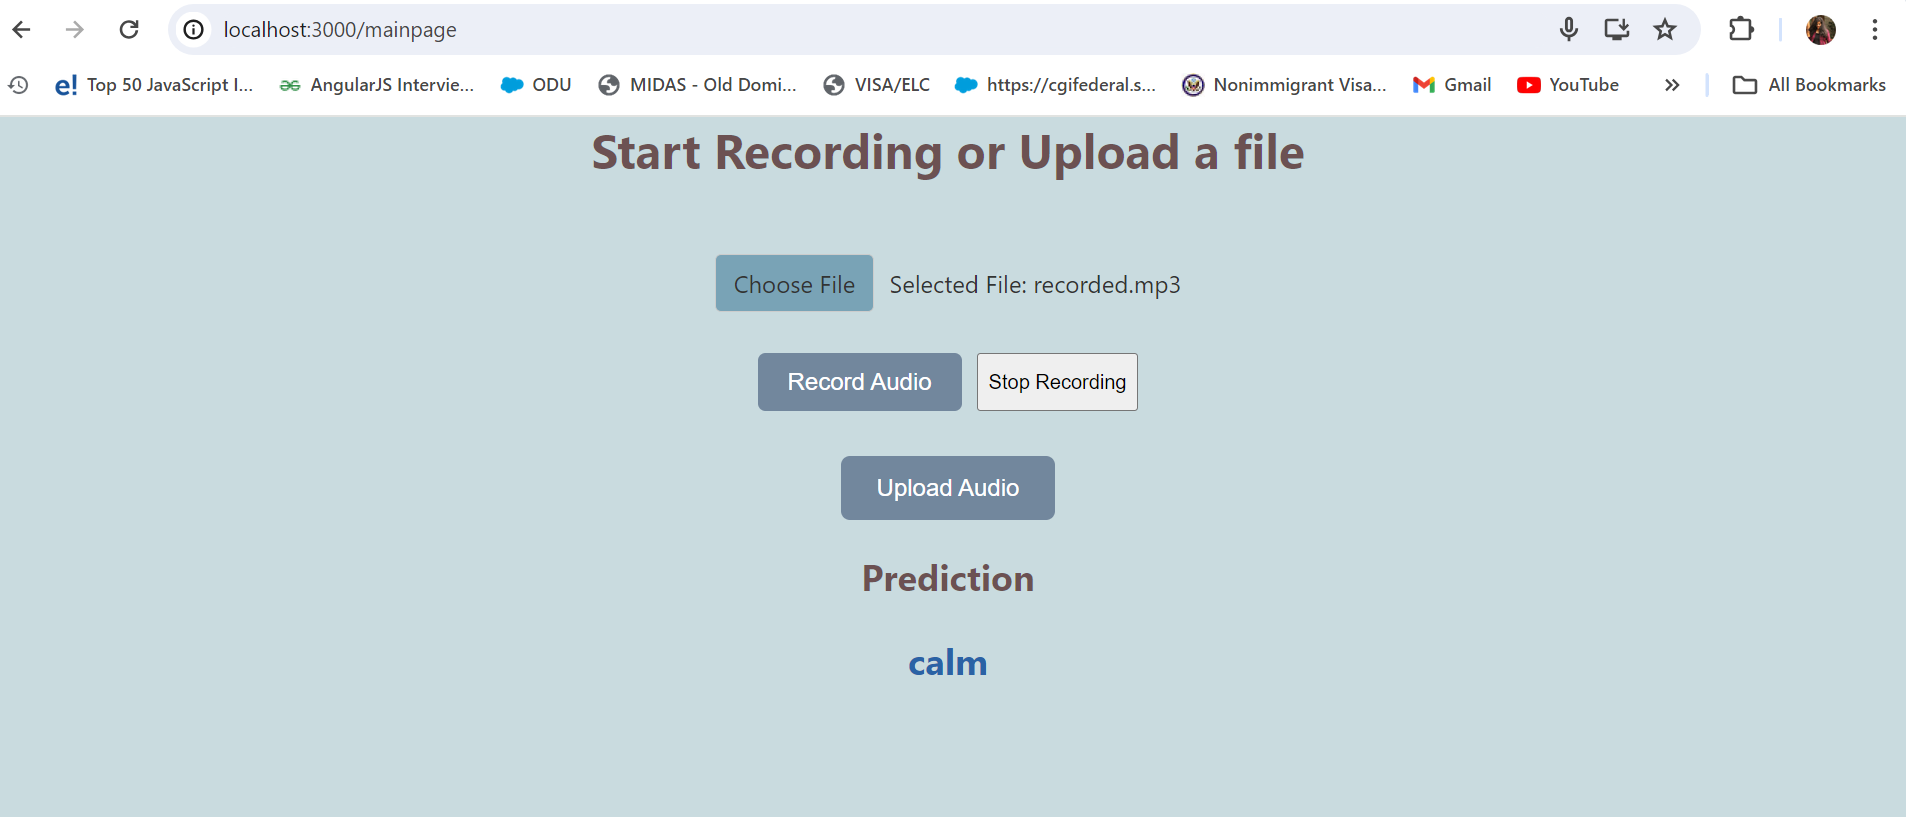 localhost:3000/mainpage
e! Top 50 JavaScript I... AngularJS Intervie... ODU MIDAS - Old Domi... VISA/ELC https://cgifederal.s... Nonimmigrant Visa... Gmail YouTube » All Bookmarks
Start Recording or Upload a file
Choose File Selected File: recorded.mp3
Record Audio Stop Recording
Upload Audio
Prediction
calm